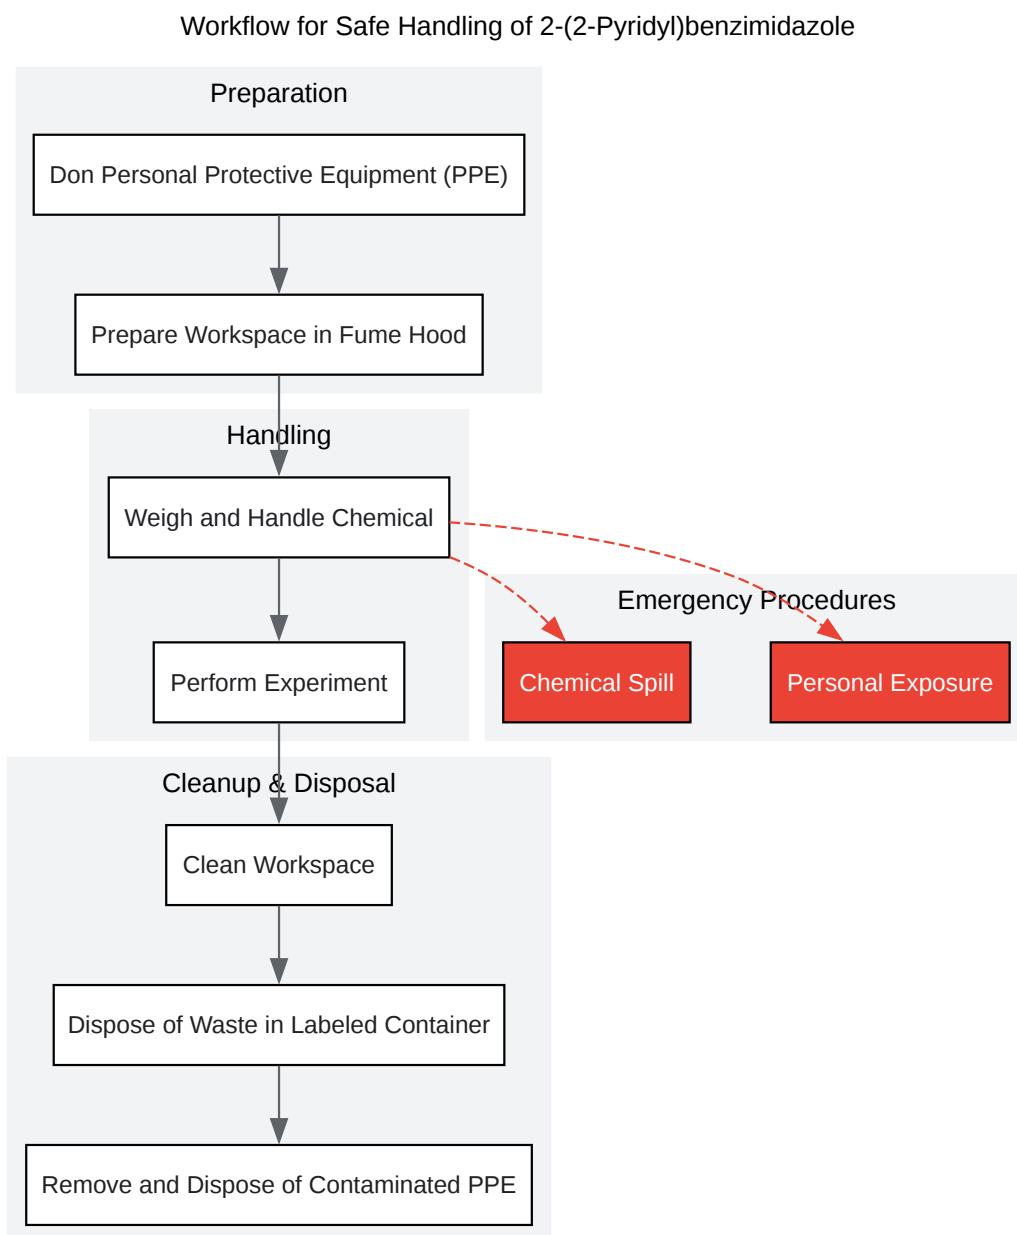 Workflow for Safe Handling of 2-(2-Pyridyl)benzimidazole
Preparation
Don Personal Protective Equipment (PPE)
Prepare Workspace in Fume Hood
Handling
Weigh and Handle Chemical
Perform Experiment
Emergency Procedures
Chemical Spill
Personal Exposure
Cleanup & Disposal
Clean Workspace
Dispose of Waste in Labeled Container
Remove and Dispose of Contaminated PPE